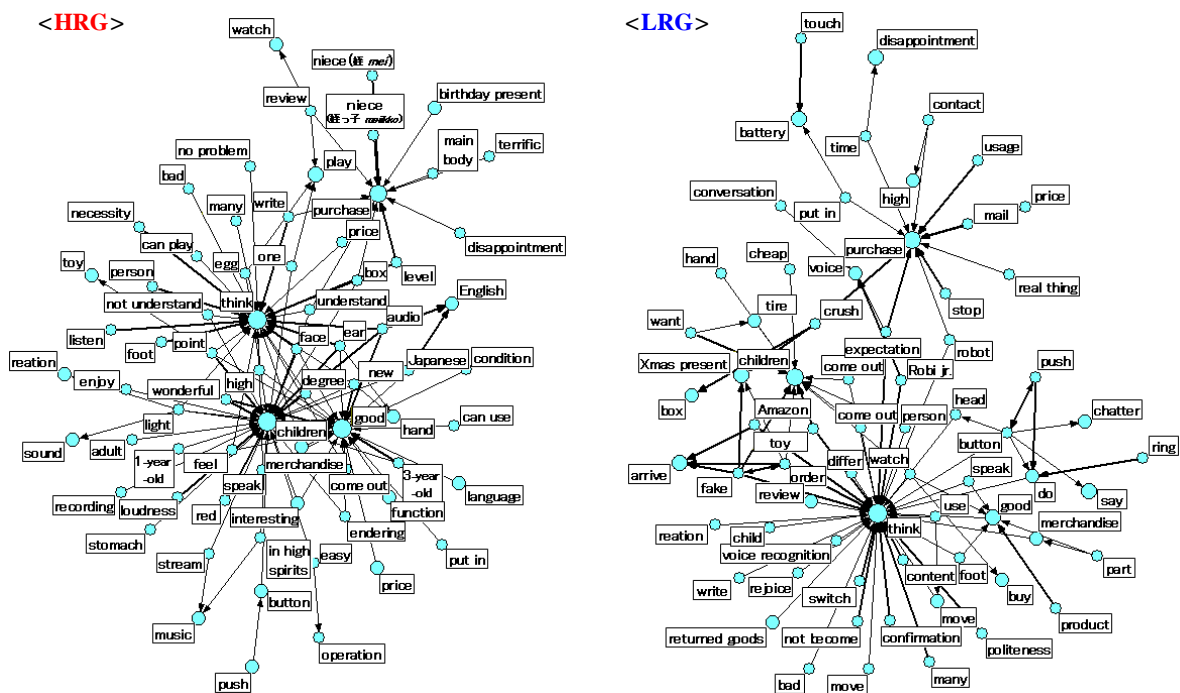 <HRG>
watch
niece (姪 mei)
review
niece
(姪っ子 meikko)
birthday present
main
body
terrific
no problem
bad
play
many
write
purchase
necessity
can play
price
disappointment
toy
person
egg
one
box
level
not understand
think
understand
English
listen
foot
point
face
ear
audio
reation
enjoy
wonderful
high
degree
new
Japanese
condition
light
children
good
hand
can use
sound
adult
1-year
-old
feel
merchandise
3-year
-old
language
recording
loudness
speak
come out
function
stomach
red
interesting
endering
put in
stream
in high
spirits
easy
price
music
button
operation
push
<LRG>
touch
disappointment
contact
battery
time
usage
conversation
put in
high
mail
price
purchase
hand
cheap
voice
real thing
want
tire
crush
stop
Xmas present
children
expectation
robot
come out
Robi jr.
push
box
Amazon
come out
person
head
chatter
toy
button
arrive
fake
order
differ
watch
speak
do
ring
review
use
good
say
think
merchandise
reation
child
voice recognition
content
foot
part
write
rejoice
switch
buy
returned goods
not become
confirmation
move
product
politeness
bad
move
many